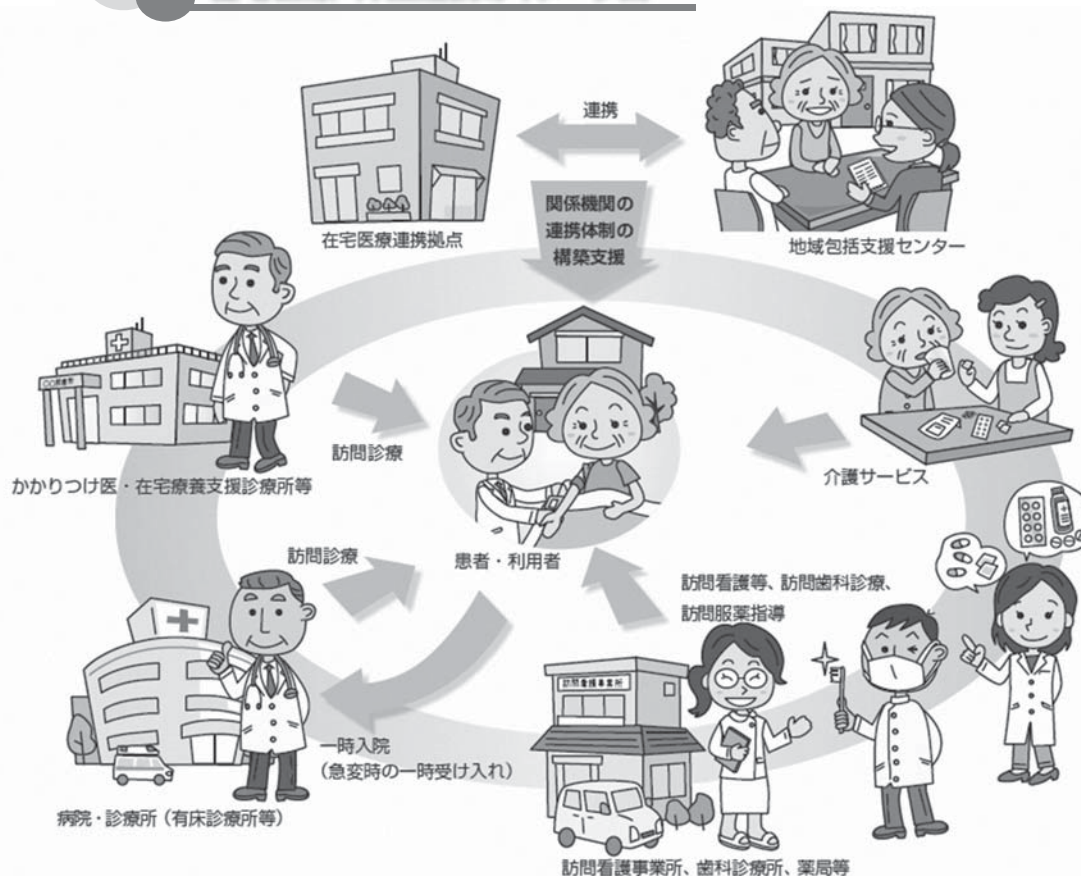 連携
関係機関の
連携体制の
構築支援
在宅医療連携拠点
地域包括支援センター
訪問診療
かかりつけ医・在宅療養支援診療所等
介護サービス
訪問診療
患者・利用者
訪問看護等、訪問歯科診療、
訪問服薬指導
訪問看護事業所
一時入院
（急変時の一時受け入れ）
病院・診療所（有床診療所等）
訪問看護事業所、歯科診療所、薬局等